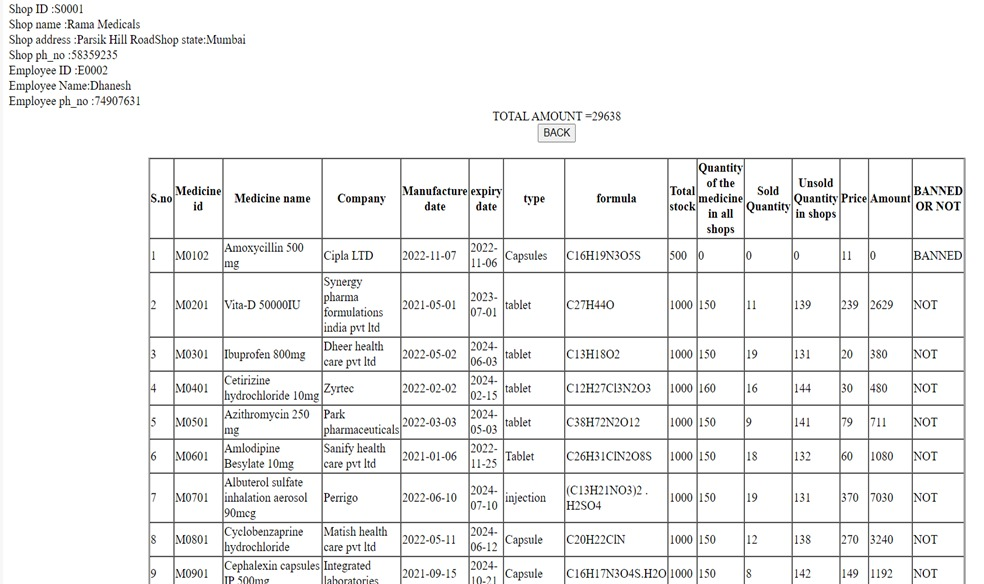 Shop ID :S0001
Shop name :Rama Medicals
Shop address :Parsik Hill RoadShop state:Mumbai
Shop ph_no :58359235
Employee ID :E0002
Employee Name:Dhanesh
Employee ph_no :74907631
TOTAL AMOUNT =29638
BACK
S.no Medicine id Medicine name Company Manufacture date expiry date type formula Total stock Quantity of the medicine in all shops Sold Quantity Unsold Quantity in shops Price Amount BANNED OR NOT
1 M0102 Amoxycillin 500 mg Cipla LTD 2022-11-07 2022-11-06 Capsules C16H19N3O5S 500 0 0 0 11 0 BANNED
2 M0201 Vita-D 50000IU Synergy pharma formulations india pvt ltd 2021-05-01 2023-07-01 tablet C27H44O 1000 150 11 139 239 2629 NOT
3 M0301 Ibuprofen 800mg Dheer health care pvt ltd 2022-05-02 2024-06-03 tablet C13H18O2 1000 150 19 131 20 380 NOT
4 M0401 Cetirizine hydrochloride 10mg Zyrtec 2022-02-02 2024-02-15 tablet C12H27Cl3N2O3 1000 160 16 144 30 480 NOT
5 M0501 Azithromycin 250 mg Park pharmaceuticals 2022-03-03 2024-05-03 tablet C38H72N2O12 1000 150 9 141 79 711 NOT
6 M0601 Amlodipine Besylate 10mg Sanify health care pvt ltd 2021-01-06 2022-11-25 Tablet C26H31ClN2O8S 1000 150 18 132 60 1080 NOT
7 M0701 Albuterol sulfate inhalation aerosol 90mcg Perrigo 2022-06-10 2024-07-10 injection (C13H21NO3)2 . H2SO4 1000 150 19 131 370 7030 NOT
8 M0801 Cyclobenzaprine hydrochloride Matish health care pvt ltd 2022-05-11 2024-06-12 Capsule C20H22ClN 1000 150 12 138 270 3240 NOT
9 M0901 Cephalexin capsules IP 500mg Integrated laboratories 2021-09-15 2024-10-21 Capsule C16H17N3O4S.H2O 1000 150 8 142 149 1192 NOT